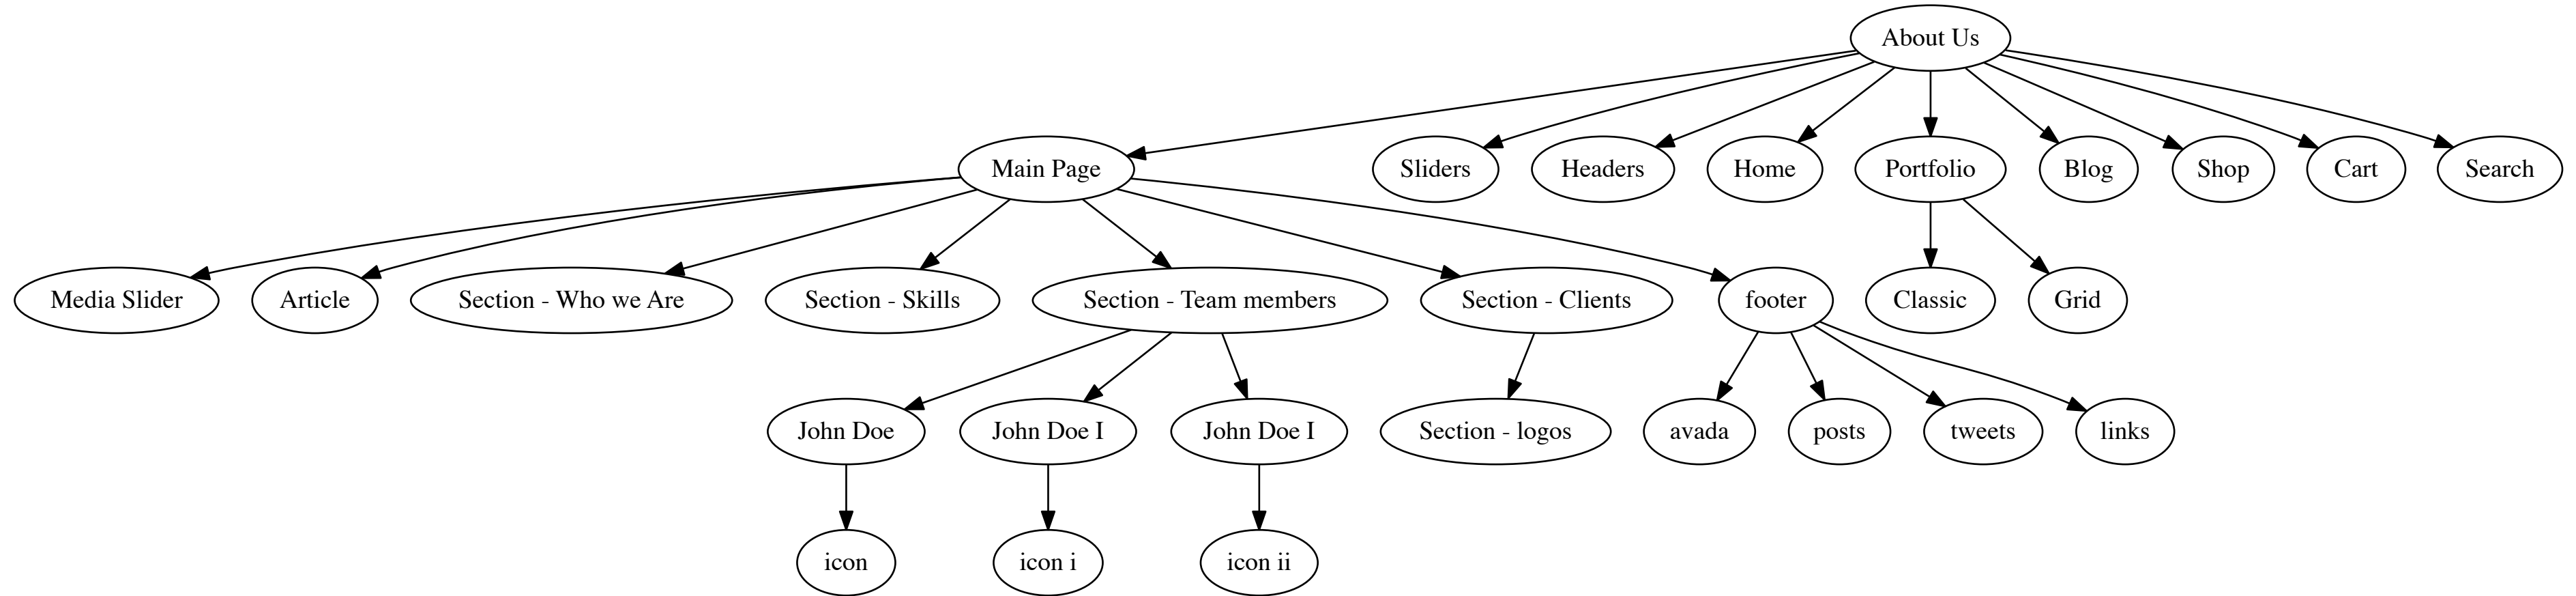 About Us
Main Page
Sliders
Headers
Home
Portfolio
Blog
Shop
Cart
Search
Media Slider
Article
Section - Who we Are
Section - Skills
Section - Team members
Section - Clients
footer
Classic
Grid
John Doe
John Doe I
John Doe I
Section - logos
avada
posts
tweets
links
icon
icon i
icon ii